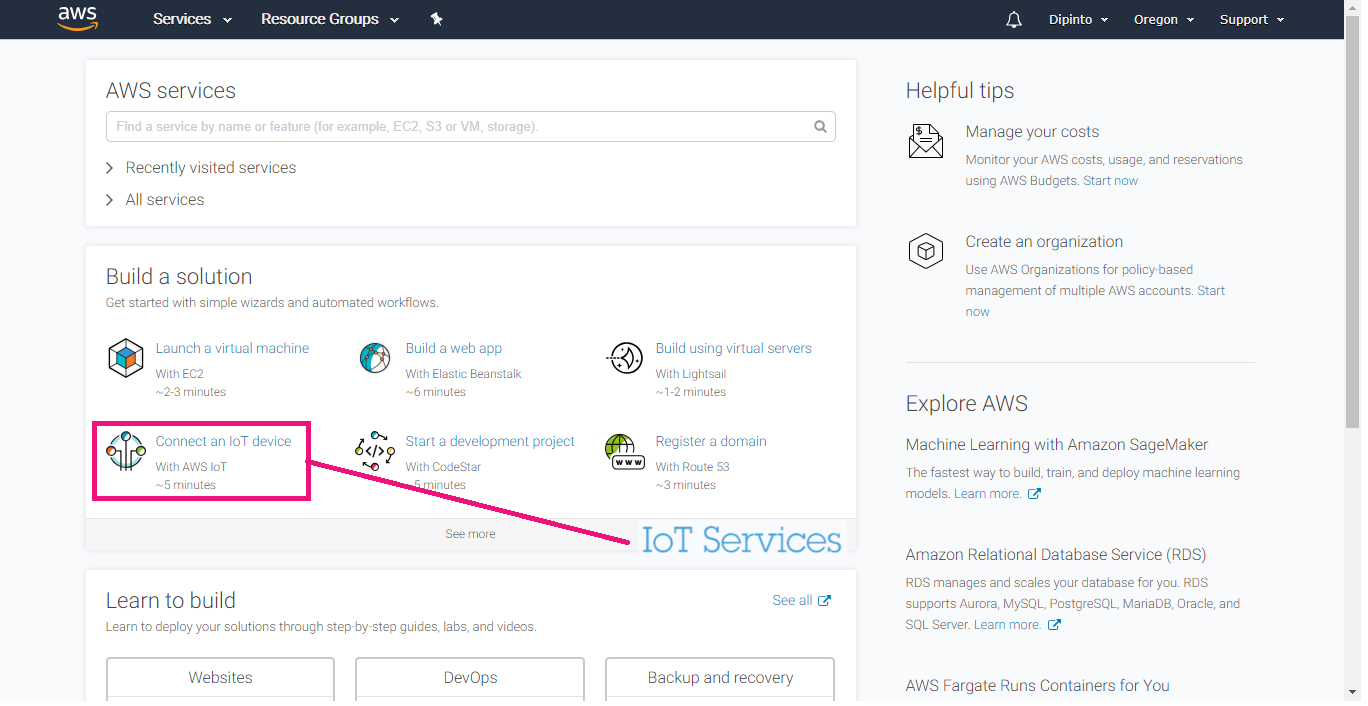 aws
Services
Resource Groups
Dipinto
Oregon
Support
AWS services
Find a service by name or feature (for example, EC2, S3 or VM, storage).
Recently visited services
All services
Build a solution
Get started with simple wizards and automated workflows.
Launch a virtual machine
With EC2
~2-3 minutes
Build a web app
With Elastic Beanstalk
~6 minutes
Build using virtual servers
With Lightsail
~1-2 minutes
Connect an IoT device
With AWS IoT
~5 minutes
Start a development project
With CodeStar
5 minutes
Register a domain
With Route 53
~3 minutes
www
See more
IoT Services
Learn to build
See all
Learn to deploy your solutions through step-by-step guides, labs, and videos.
Websites
DevOps
Backup and recovery
Helpful tips
Manage your costs
Monitor your AWS costs, usage, and reservations
using AWS Budgets. Start now
Create an organization
Use AWS Organizations for policy-based
management of multiple AWS accounts. Start
now
Explore AWS
Machine Learning with Amazon SageMaker
The fastest way to build, train, and deploy machine learning
models. Learn more.
Amazon Relational Database Service (RDS)
RDS manages and scales your database for you. RDS
supports Aurora, MySQL, PostgreSQL, MariaDB, Oracle, and
SQL Server. Learn more.
AWS Fargate Runs Containers for You